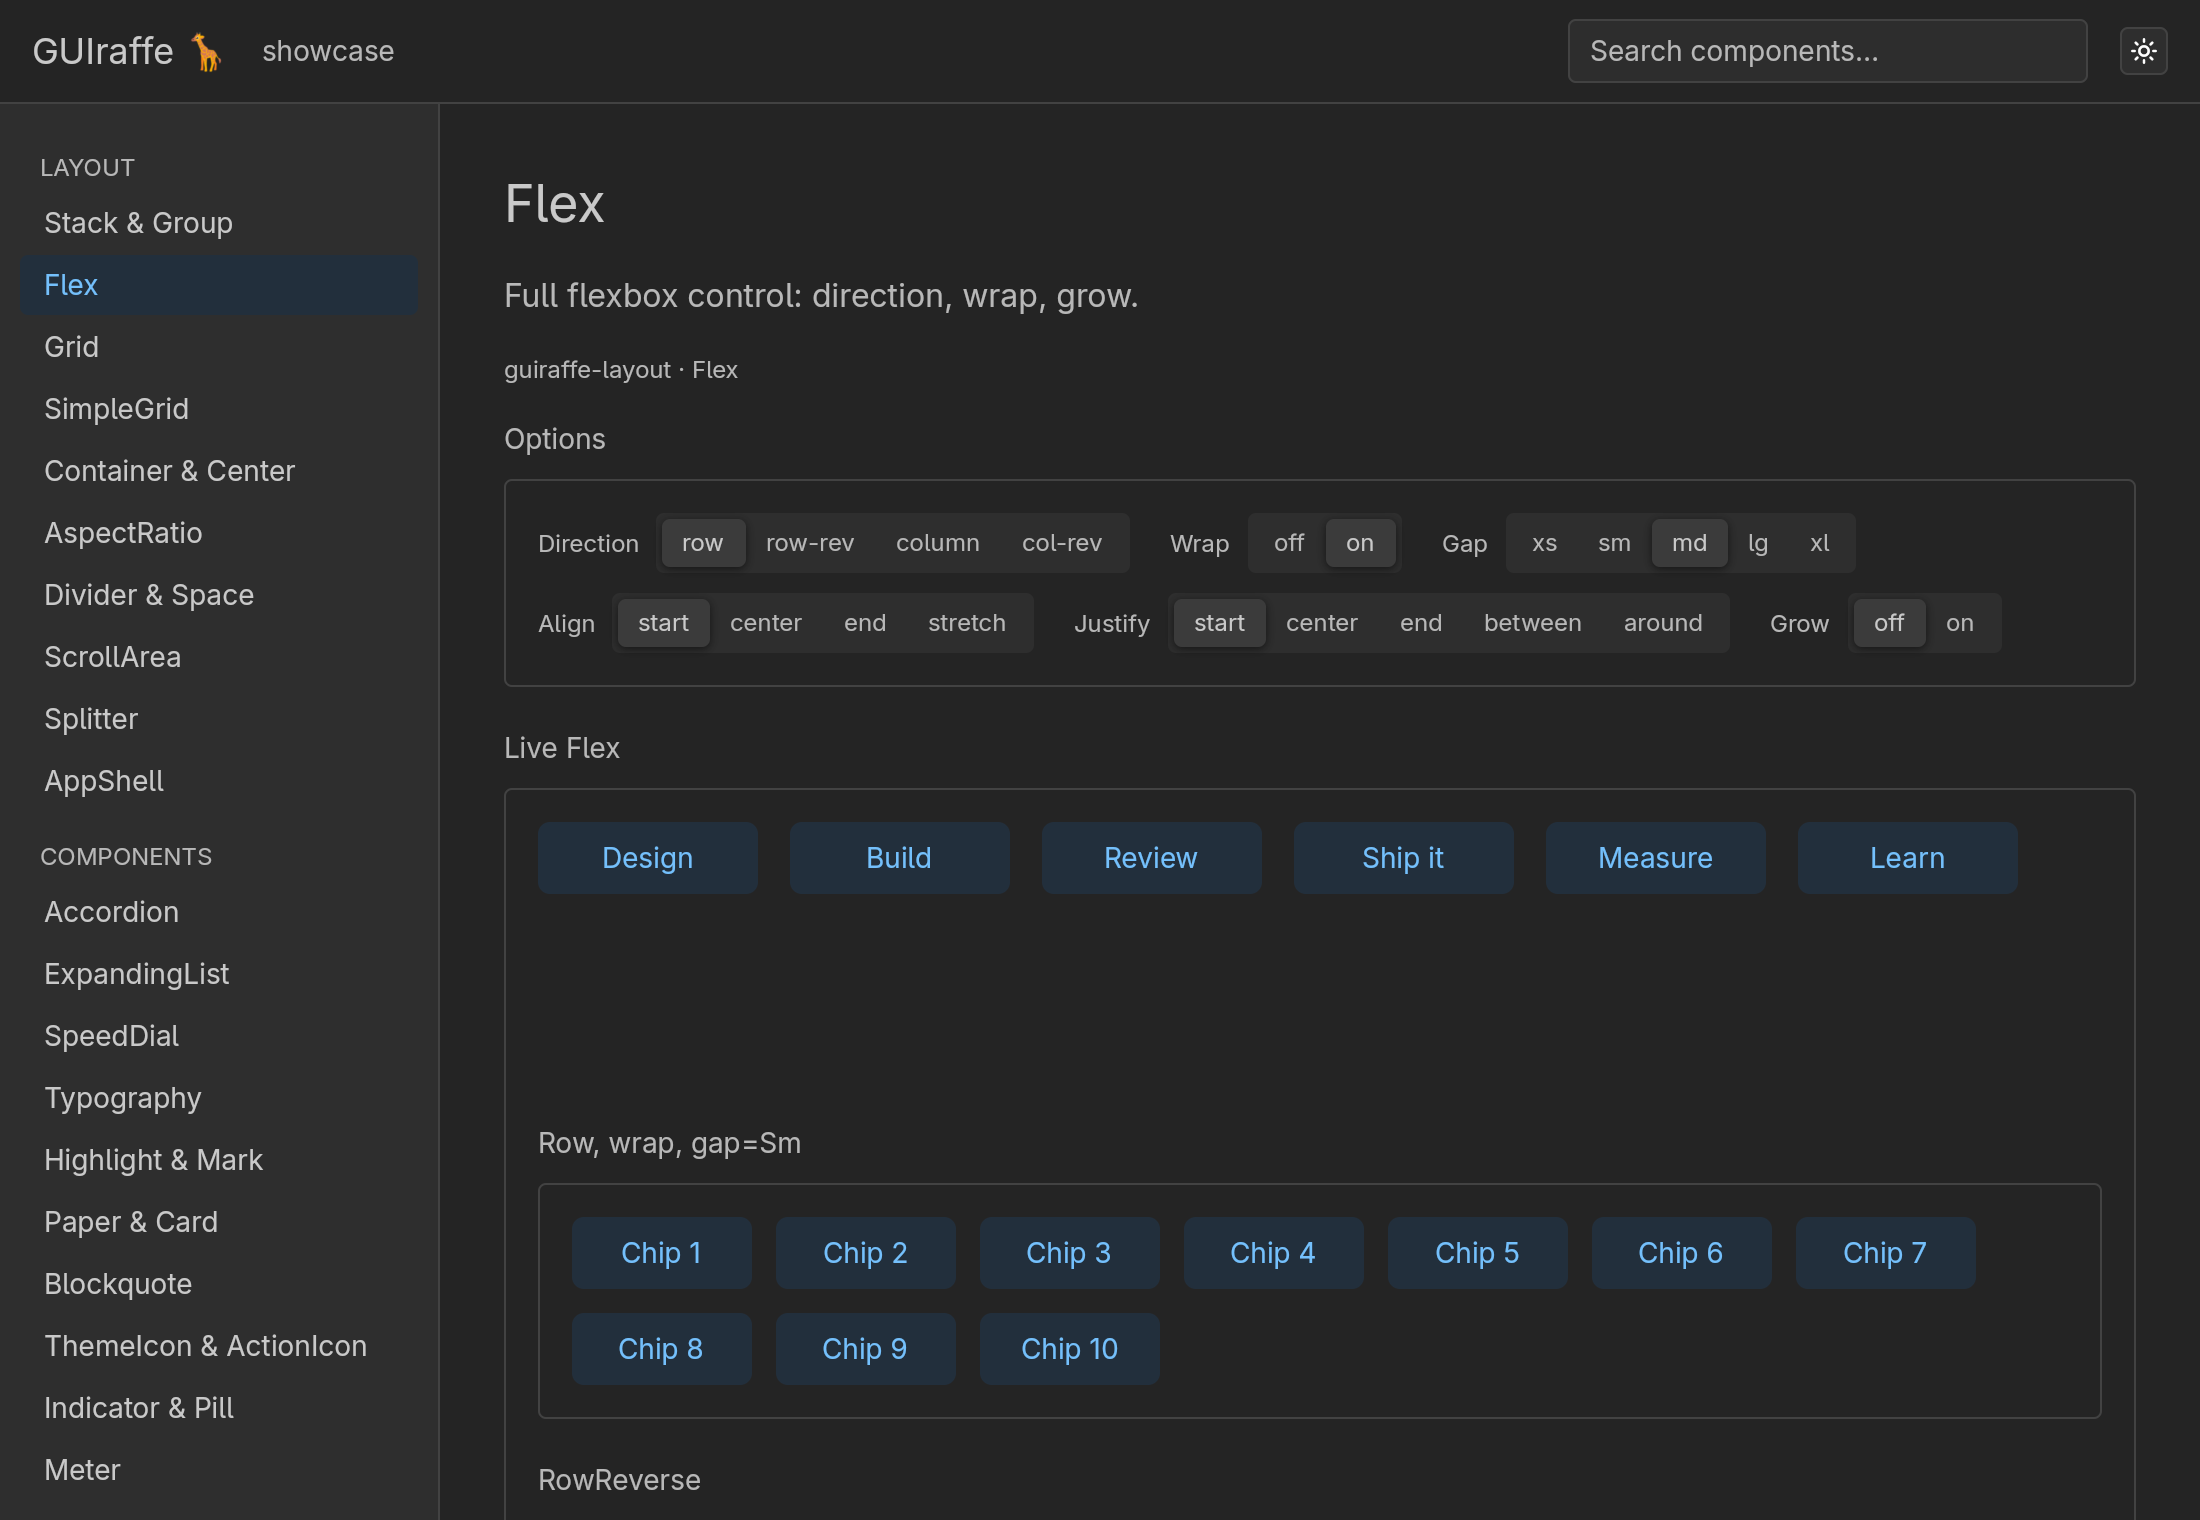 GUIraffe 🦒 showcase Search components...
LAYOUT
Stack & Group
Flex
Grid
SimpleGrid
Container & Center
AspectRatio
Divider & Space
ScrollArea
Splitter
AppShell
COMPONENTS
Accordion
ExpandingList
SpeedDial
Typography
Highlight & Mark
Paper & Card
Blockquote
ThemeIcon & ActionIcon
Indicator & Pill
Meter
Flex
Full flexbox control: direction, wrap, grow.
guiraffe-layout · Flex
Options
Direction row row-rev column col-rev Wrap off on Gap xs sm md lg xl
Align start center end stretch Justify start center end between around Grow off on
Live Flex
Design Build Review Ship it Measure Learn
Row, wrap, gap=Sm
Chip 1 Chip 2 Chip 3 Chip 4 Chip 5 Chip 6 Chip 7
Chip 8 Chip 9 Chip 10
RowReverse